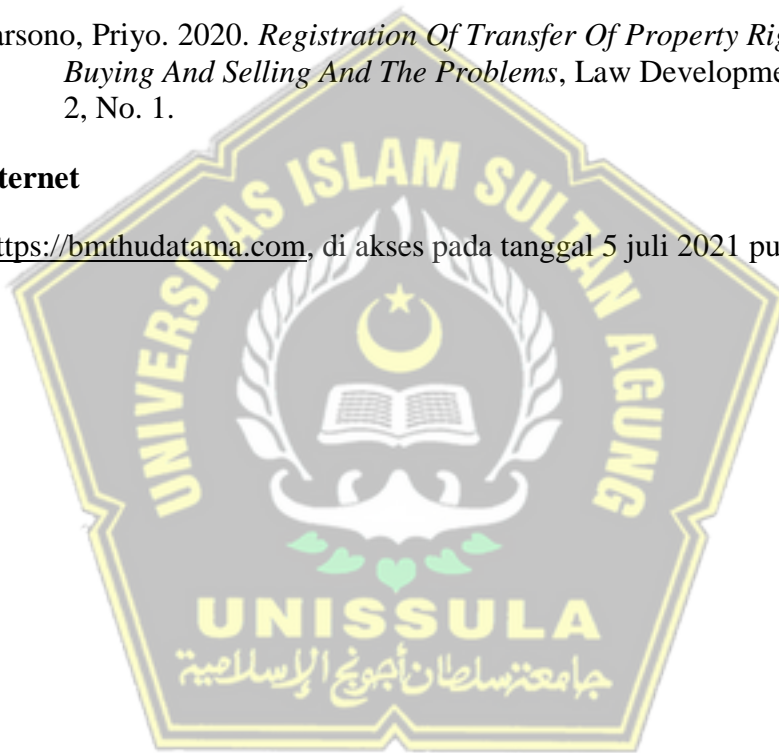 arsono, Priyo. 2020. Registration Of Transfer Of Property Rig
Buying And Selling And The Problems, Law Developme
2, No. 1.
ternet
ttps://bmthudatama.com, di akses pada tanggal 5 juli 2021 pu
UNIVERSITAS ISLAM SULTAN AGUNG
UNISSULA
جامعتنسلطان أجونج الإسلامية